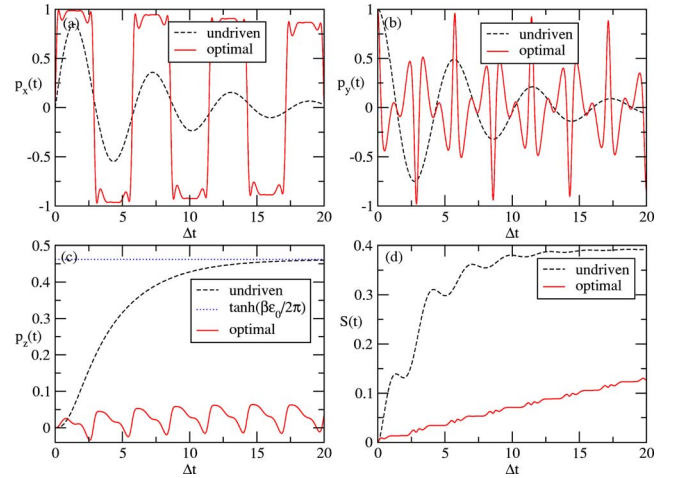 1
0.5
0
-0.5
-1
p_x(t)
(a)
undriven
optimal
0 5 10 15 20
Δt
1
0.5
0
-0.5
-1
p_y(t)
(b)
undriven
optimal
0 5 10 15 20
Δt
0.5
0.4
0.3
0.2
0.1
0
p_z(t)
(c)
undriven
tanh(βε_0/2π)
optimal
0 5 10 15 20
Δt
0.4
0.3
0.2
0.1
0
S(t)
(d)
undriven
optimal
0 5 10 15 20
Δt